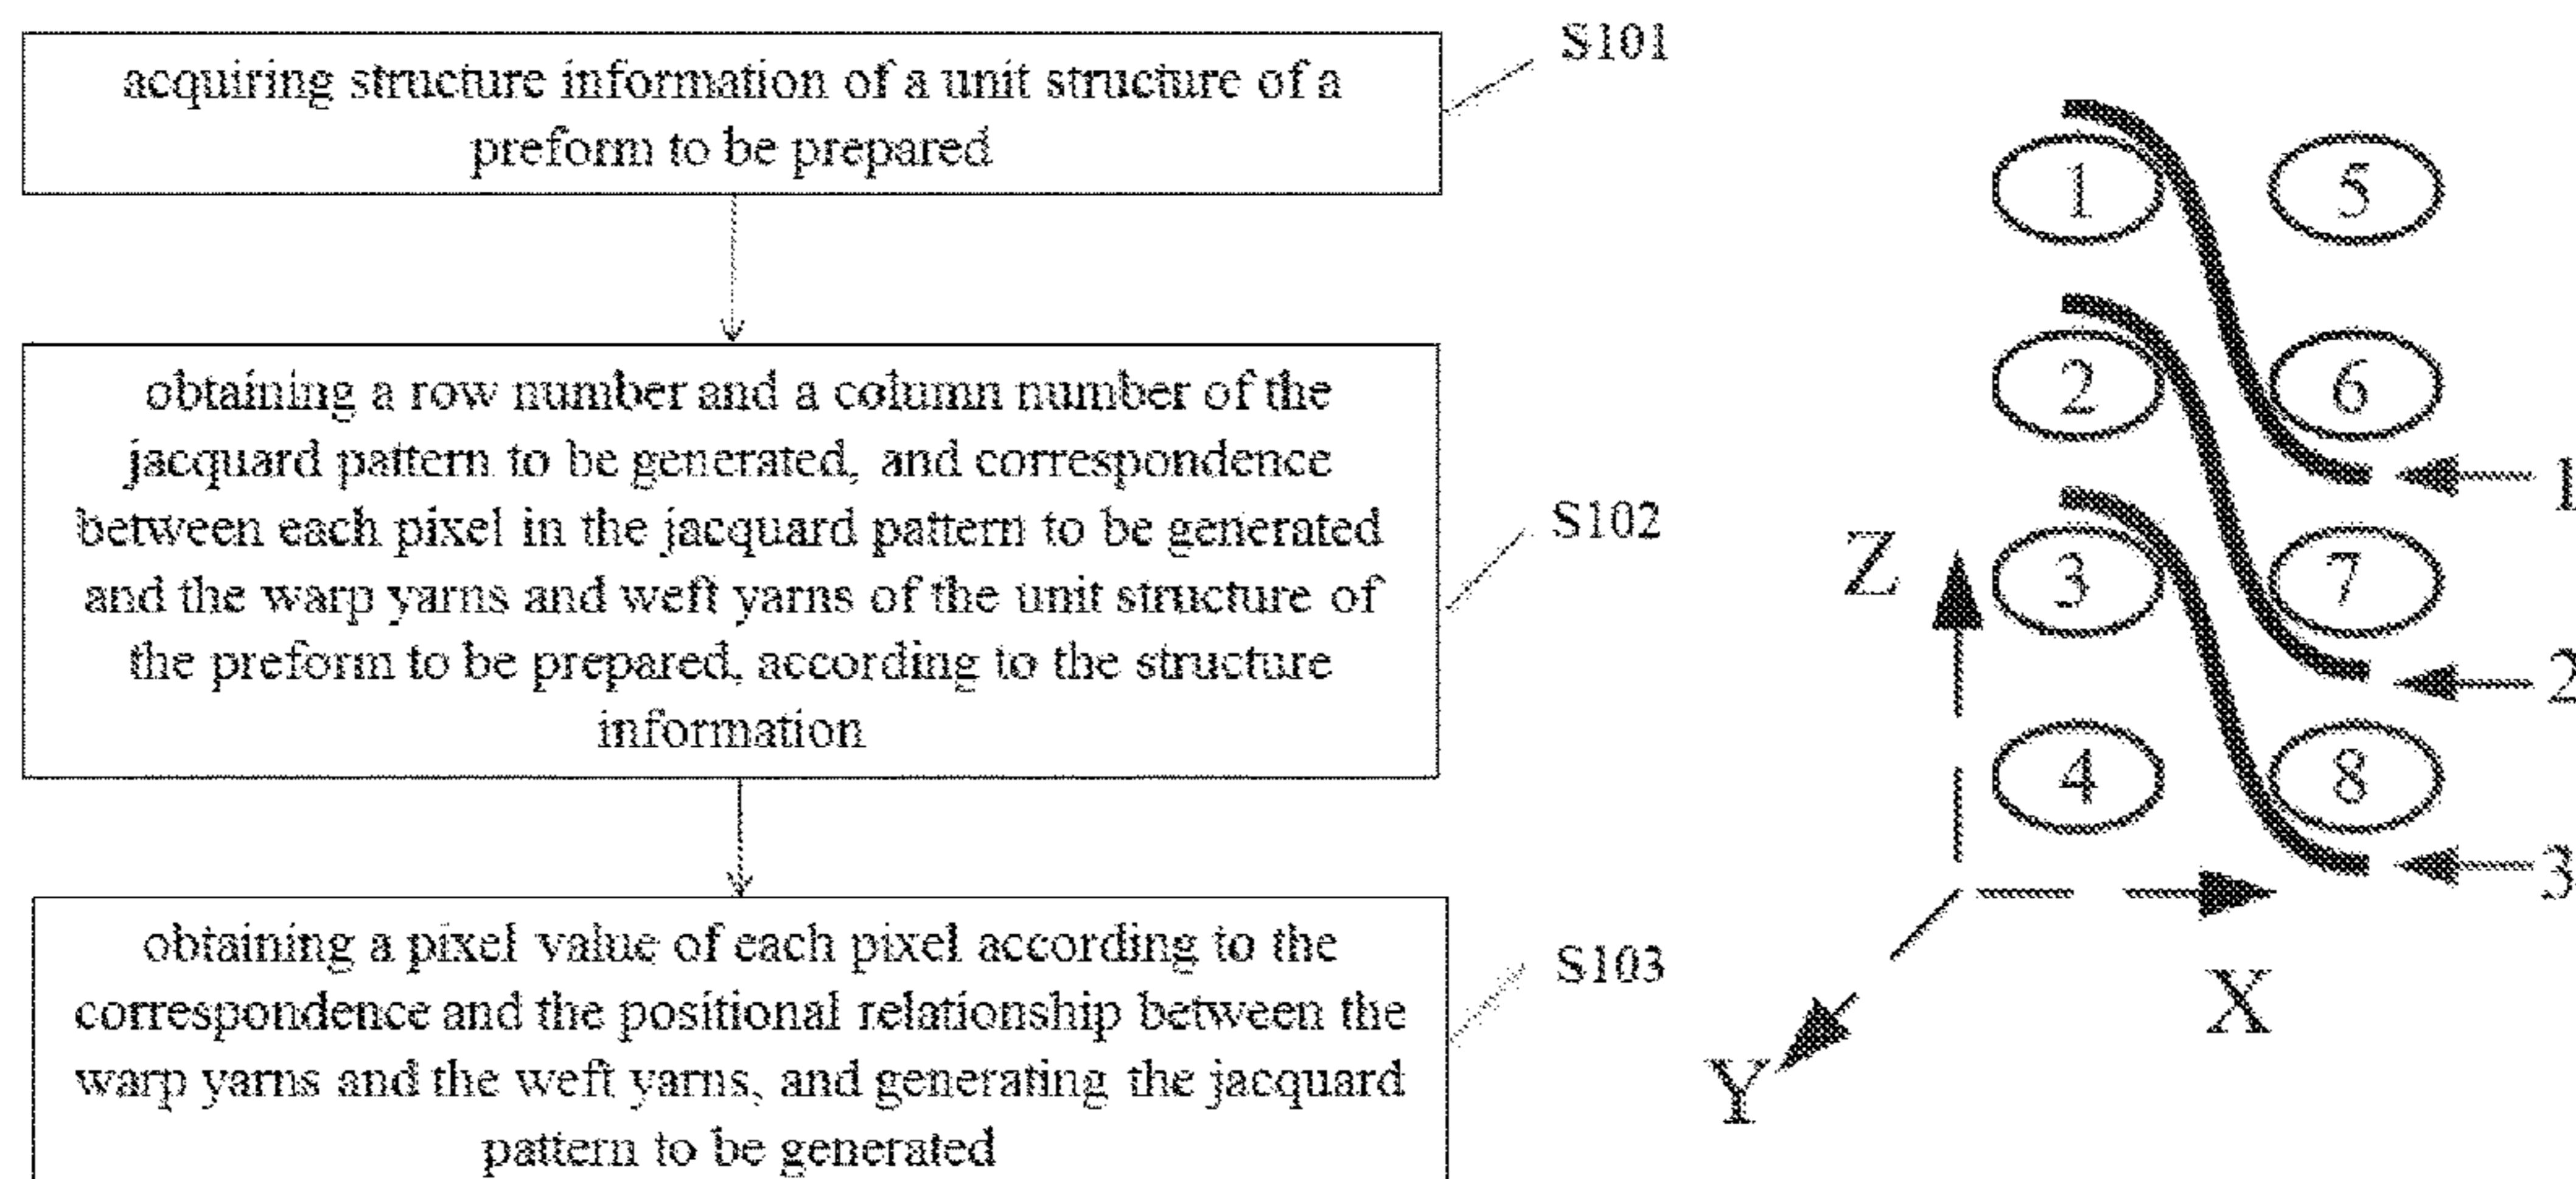 S101
acquiring structure information of a unit structure of a
preform to be prepared
obtaining a row number and a column number of the
jacquard pattern to be generated, and correspondence
between each pixel in the jacquard pattern to be generated
and the warp yarns and weft yarns of the unit structure of
the preform to be prepared, according to the structure
information
S102
obtaining a pixel value of each pixel according to the
correspondence and the positional relationship between the
warp yarns and the weft yarns, and generating the jacquard
pattern to be generated
S103
1 5
2 6
1
3 7
Z
2
4 8
3
X
Y